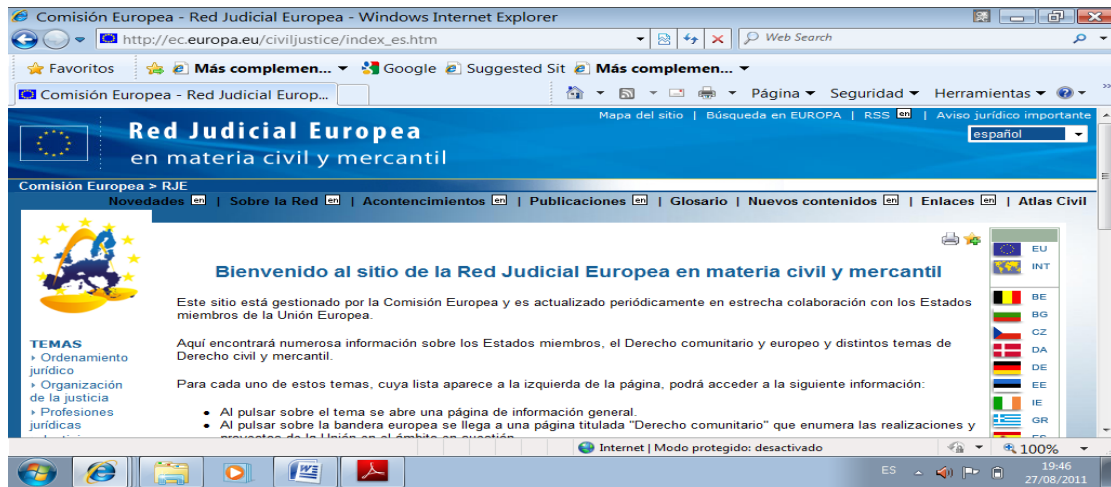 Comisión Europea - Red Judicial Europea - Windows Internet Explorer
http://ec.europa.eu/civiljustice/index_es.htm
Web Search
Favoritos
Más complemen...
Google
Suggested Sit
Más complemen...
Comisión Europea - Red Judicial Europ...
Página
Seguridad
Herramientas
Mapa del sitio | Búsqueda en EUROPA | RSS en | Aviso jurídico importante
español
Red Judicial Europea
en materia civil y mercantil
Comisión Europea > RJE
Novedades en | Sobre la Red en | Acontencimientos en | Publicaciones en | Glosario | Nuevos contenidos en | Enlaces en | Atlas Civil
Bienvenido al sitio de la Red Judicial Europea en materia civil y mercantil
Este sitio está gestionado por la Comisión Europea y es actualizado periódicamente en estrecha colaboración con los Estados
miembros de la Unión Europea.
Aquí encontrará numerosa información sobre los Estados miembros, el Derecho comunitario y europeo y distintos temas de
Derecho civil y mercantil.
Para cada uno de estos temas, cuya lista aparece a la izquierda de la página, podrá acceder a la siguiente información:
• Al pulsar sobre el tema se abre una página de información general.
• Al pulsar sobre la bandera europea se llega a una página titulada "Derecho comunitario" que enumera las realizaciones y
proyectos de la Unión en el ámbito en cuestión
TEMAS
Ordenamiento
jurídico
Organización
de la justicia
Profesiones
jurídicas
EU
INT
BE
BG
CZ
DA
DE
EE
IE
GR
Internet | Modo protegido: desactivado
100%
ES
19:46
27/08/2011